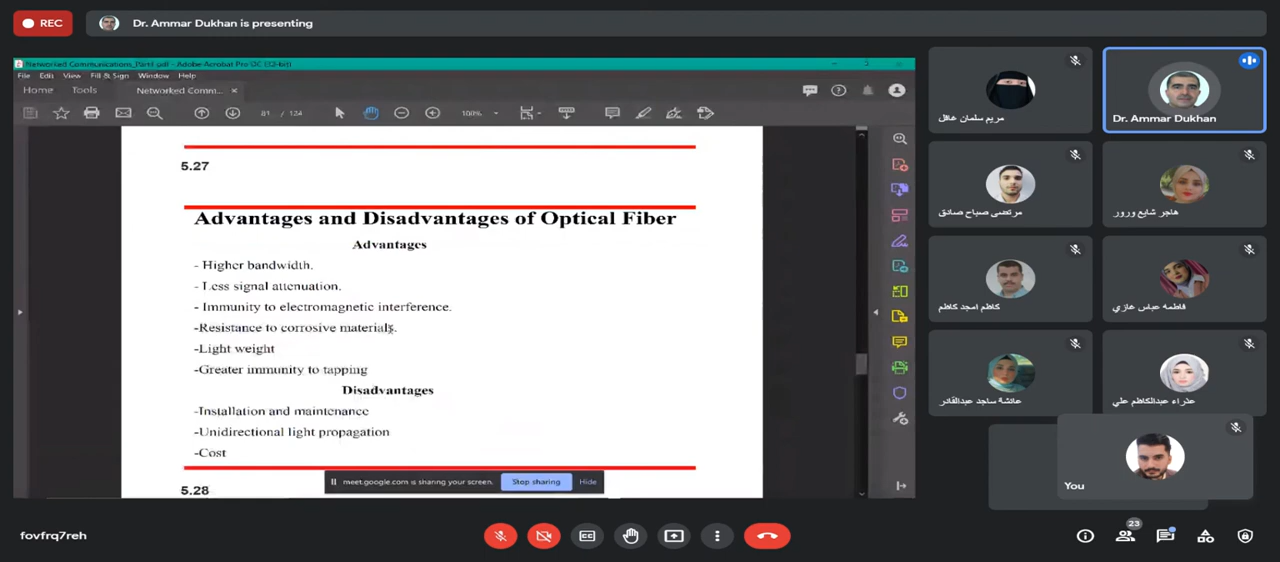 REC
Dr. Ammar Dukhan is presenting
Networked Communications_Part1.pdf - Adobe Acrobat Pro DC (32-bit)
File Edit View Fill & Sign Window Help
Home Tools Networked Comm...
81 / 134 100%
5.27
Advantages and Disadvantages of Optical Fiber
Advantages
- Higher bandwidth.
- Less signal attenuation.
- Immunity to electromagnetic interference.
-Resistance to corrosive materials.
-Light weight
-Greater immunity to tapping
Disadvantages
-Installation and maintenance
-Unidirectional light propagation
-Cost
5.28
meet.google.com is sharing your screen. Stop sharing Hide
مريم سلمان عاقل
Dr. Ammar Dukhan
مرتضى صباح صادق
هاجر شايع ورور
كاظم امجد كاظم
فاطمه عباس غازي
عائشة ساجد عبدالقادر
عذراء عبدالكاظم علي
You
fovfrq7reh
23